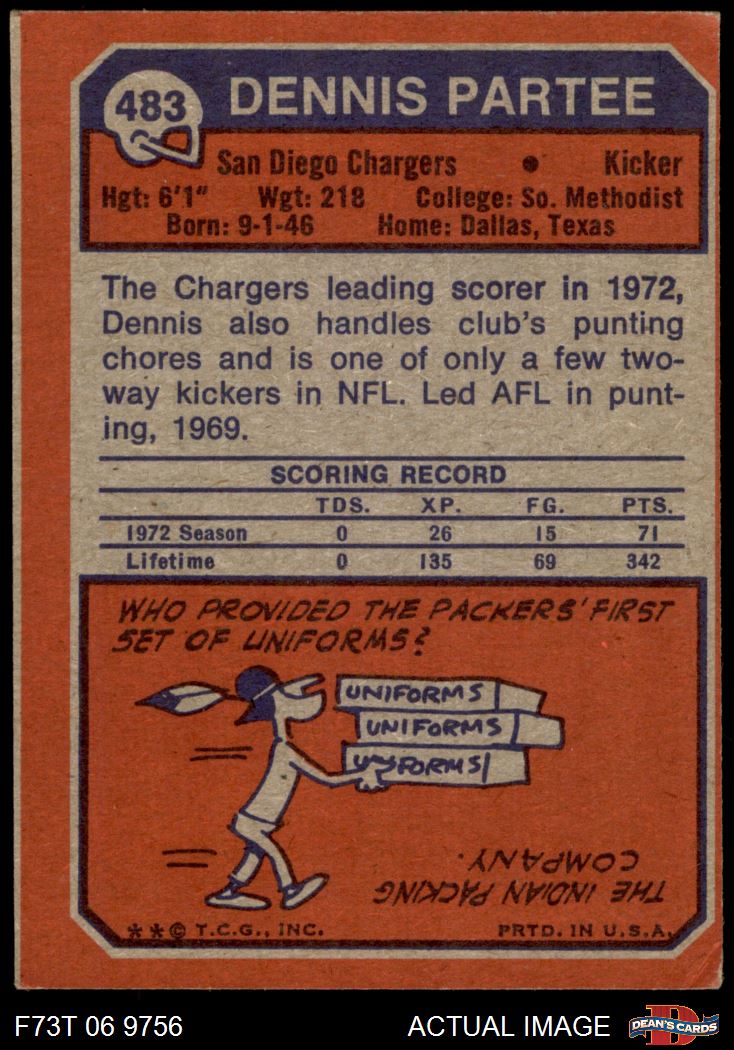 483
DENNIS PARTEE
San Diego Chargers • Kicker
Hgt: 6'1" Wgt: 218 College: So. Methodist
Born: 9-1-46 Home: Dallas, Texas
The Chargers leading scorer in 1972,
Dennis also handles club's punting
chores and is one of only a few two-
way kickers in NFL. Led AFL in punt-
ing, 1969.
SCORING RECORD
TDS. XP. FG. PTS.
1972 Season 0 26 15 71
Lifetime 0 135 69 342
WHO PROVIDED THE PACKERS' FIRST
SET OF UNIFORMS?
UNIFORMS
UNIFORMS
UNIFORMS
THE INDIAN PACKING
COMPANY.
**© T.C.G., INC. PRTD. IN U.S.A.
F73T 06 9756 ACTUAL IMAGE
D
DEAN'S CARDS